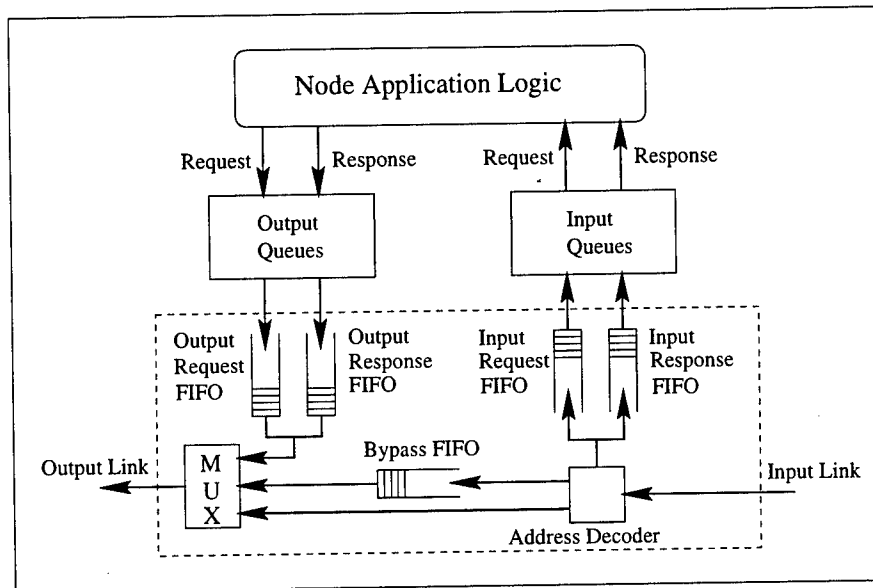 Node Application Logic
Request
Response
Request
Response
Output
Queues
Input
Queues
Output
Request
FIFO
Output
Response
FIFO
Input
Request
FIFO
Input
Response
FIFO
Bypass FIFO
Output Link
M
U
X
Input Link
Address Decoder